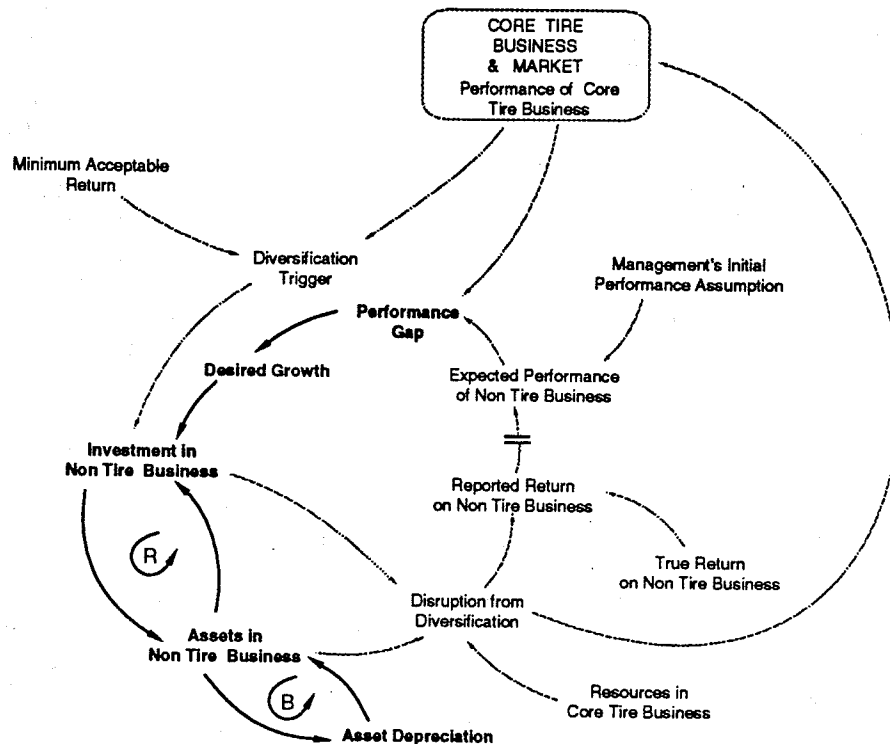 CORE TIRE
BUSINESS
& MARKET
Performance of Core
Tire Business
Minimum Acceptable
Return
Diversification
Trigger
Management's Initial
Performance Assumption
Performance
Gap
Desired Growth
Expected Performance
of Non Tire Business
Investment in
Non Tire Business
Reported Return
on Non Tire Business
R
True Return
on Non Tire Business
Disruption from
Diversification
Assets in
Non Tire Business
B
Resources in
Core Tire Business
Asset Depreciation